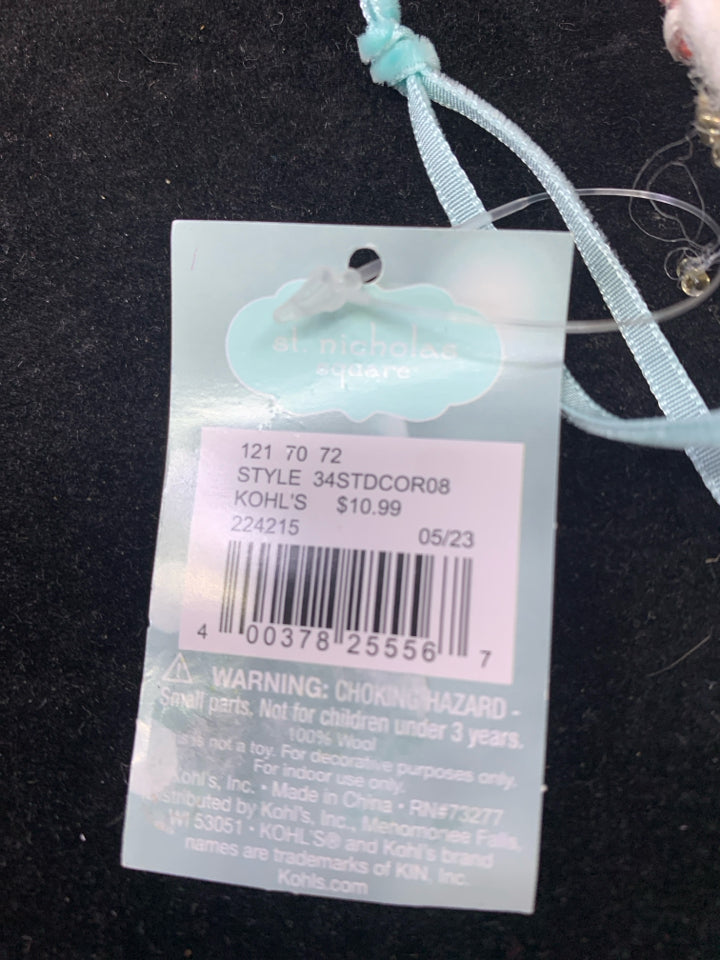 st. nicholas
square
121 70 72
STYLE 34STDCOR08
KOHL'S $10.99
224215 05/23
4 00378 25556 7
WARNING: CHOKING HAZARD -
Small parts. Not for children under 3 years.
100% Wool
is not a toy. For decorative purposes only.
For indoor use only.
Kohl's, Inc. • Made in China • RN#73277
Distributed by Kohl's, Inc., Menomonee Falls,
WI 53051 • KOHL'S® and Kohl's brand
names are trademarks of KIN, Inc.
Kohls.com